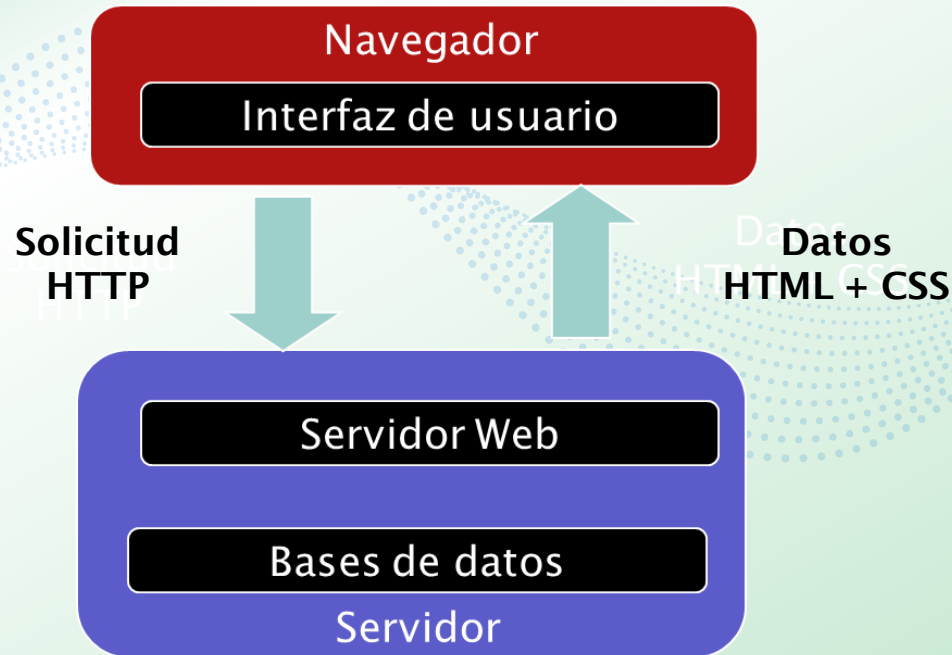 Navegador
Interfaz de usuario
Solicitud
HTTP
Datos
HTML + CSS
Servidor Web
Bases de datos
Servidor